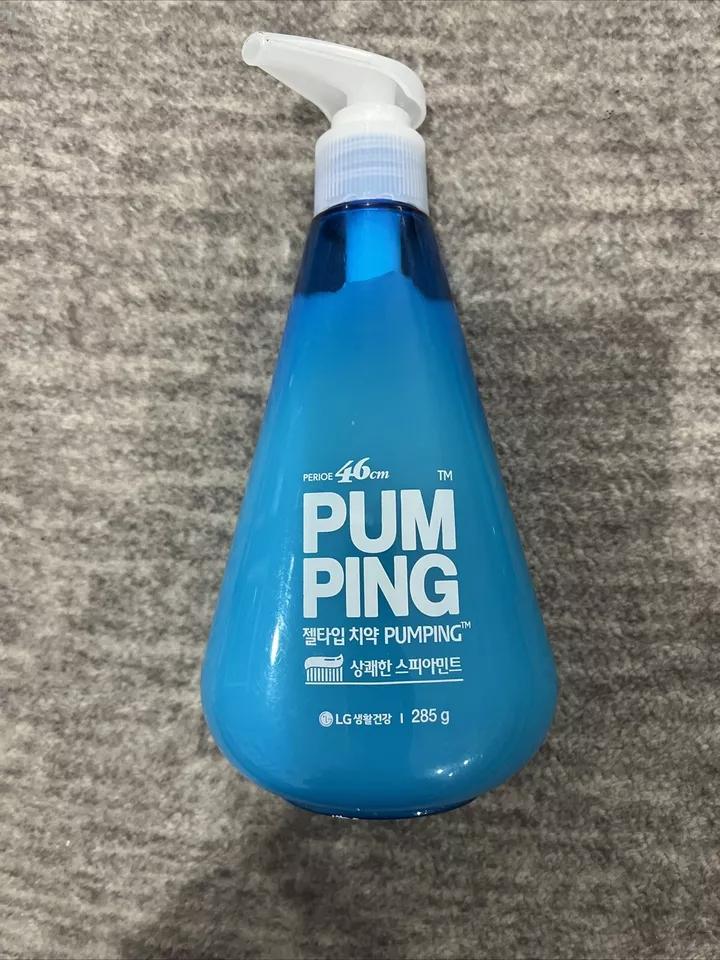 PERIOE 46cm ™
PUM
PING
젤타입 치약 PUMPING™
상쾌한 스피아민트
LG생활건강 | 285 g